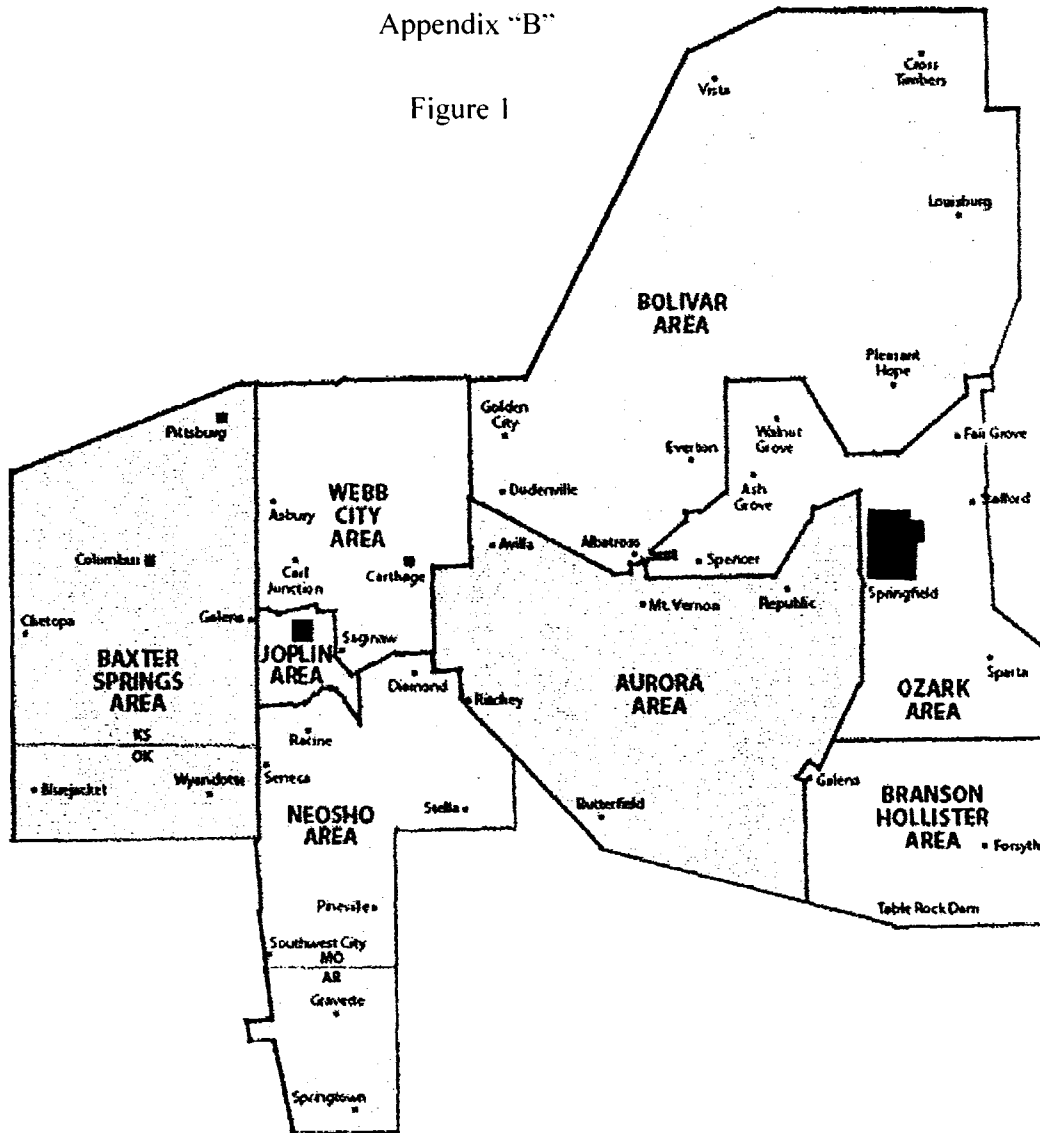 Appendix “B”
Figure 1
Vista
Cross
Timbers
Louisburg
BOLIVAR
AREA
Pleasant
Hope
Golden
City
Pittsburg
Walnut
Grove
Fair Grove
Everton
WEBB
CITY
AREA
Dudenville
Ash
Grove
Asbury
Strafford
Avilla
Albatross
Columbus
Carl
Junction
Carthage
Spencer
Springfield
Republic
Mt. Vernon
Chetopa
Galena
Saginaw
JOPLIN
AREA
BAXTER
SPRINGS
AREA
Diamond
Sparta
AURORA
AREA
OZARK
AREA
Ritchey
KS
OK
Racine
Bluejacket
Wyandotte
Seneca
Galena
NEOSHO
AREA
Stella
Butterfield
BRANSON
HOLLISTER
AREA
Forsyth
Pineville
Table Rock Dam
Southwest City
MO
AR
Gravette
Springtown